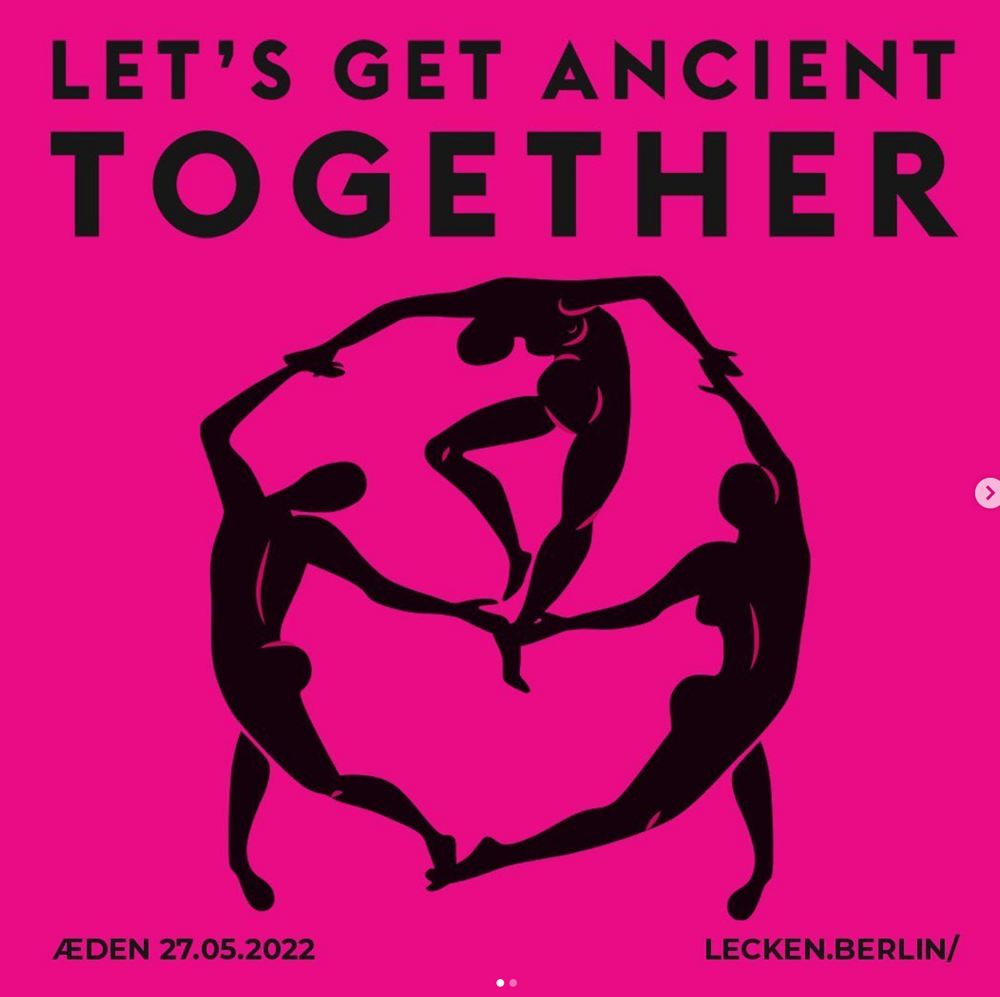 LET’S GET ANCIENT
TOGETHER
ÆDEN 27.05.2022
LECKEN.BERLIN/